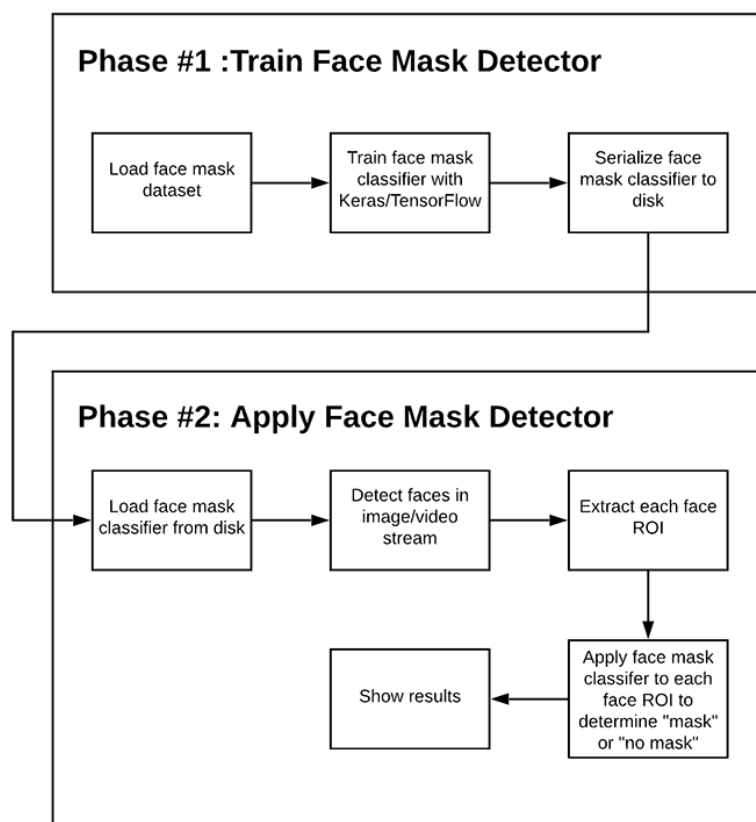 Phase #1 :Train Face Mask Detector
Load face mask
dataset
Train face mask
classifier with
Keras/TensorFlow
Serialize face
mask classifier to
disk
Phase #2: Apply Face Mask Detector
Load face mask
classifier from disk
Detect faces in
image/video
stream
Extract each face
ROI
Apply face mask
classifer to each
face ROI to
determine "mask"
or "no mask"
Show results